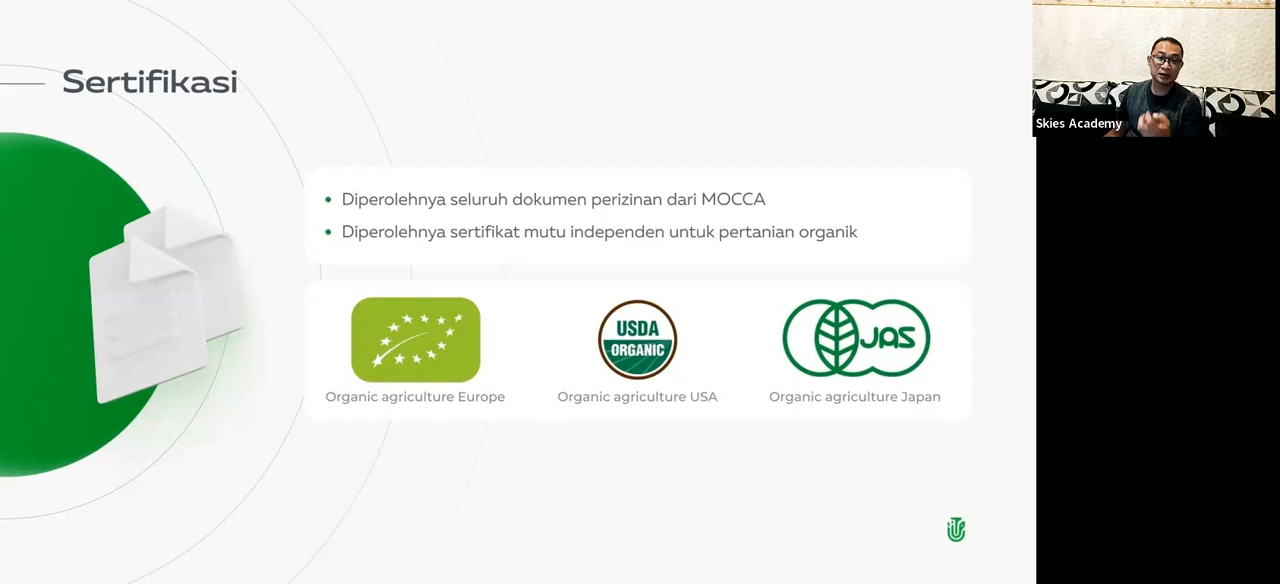 Sertifikasi
Skies Academy
Diperolehnya seluruh dokumen perizinan dari MOCCA
Diperolehnya sertifikat mutu independen untuk pertanian organik
USDA
ORGANIC
JAS
Organic agriculture Europe
Organic agriculture USA
Organic agriculture Japan